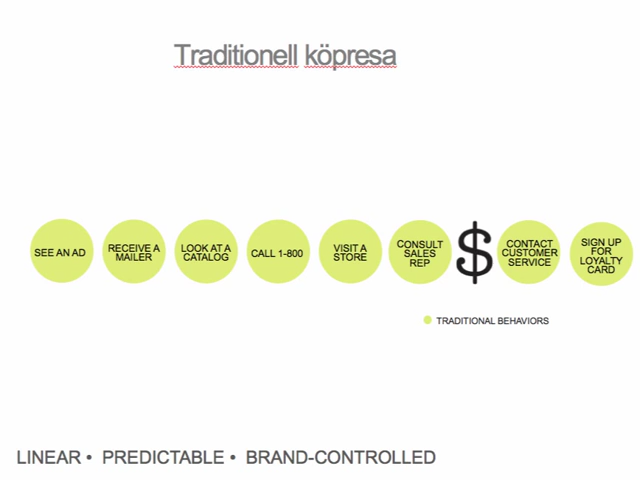 Traditionell köpresa
SEE AN AD
RECEIVE A
MAILER
LOOK AT A
CATALOG
CALL 1-800
VISIT A
STORE
CONSULT
SALES
REP
$
CONTACT
CUSTOMER
SERVICE
SIGN UP
FOR
LOYALTY
CARD
TRADITIONAL BEHAVIORS
LINEAR • PREDICTABLE • BRAND-CONTROLLED